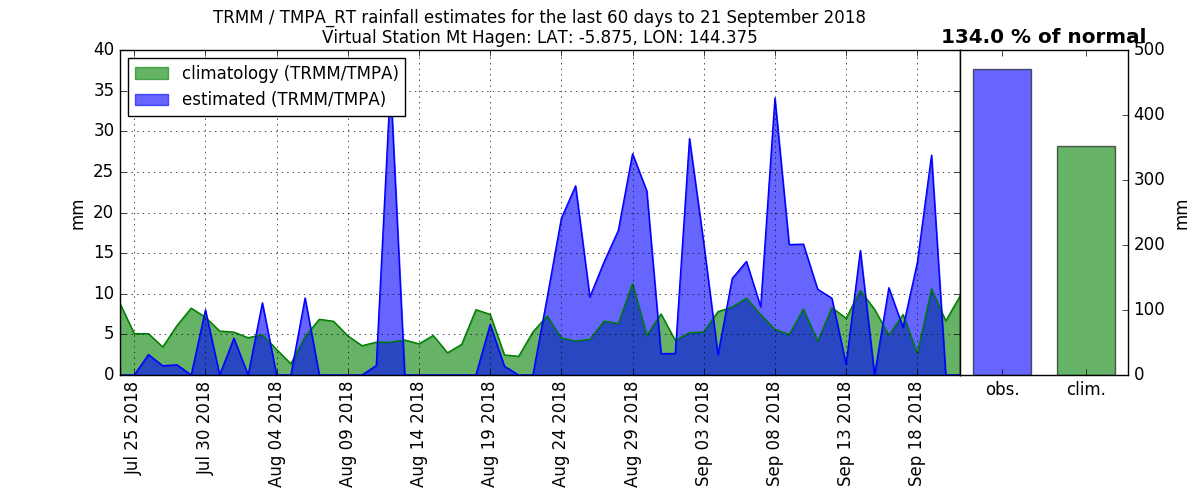 TRMM / TMPA_RT rainfall estimates for the last 60 days to 21 September 2018
Virtual Station Mt Hagen: LAT: -5.875, LON: 144.375
134.0 % of normal
climatology (TRMM/TMPA)
estimated (TRMM/TMPA)
mm
40
35
30
25
20
15
10
5
0
Jul 25 2018
Jul 30 2018
Aug 04 2018
Aug 09 2018
Aug 14 2018
Aug 19 2018
Aug 24 2018
Aug 29 2018
Sep 03 2018
Sep 08 2018
Sep 13 2018
Sep 18 2018
obs.
clim.
500
400
300
200
100
0
mm